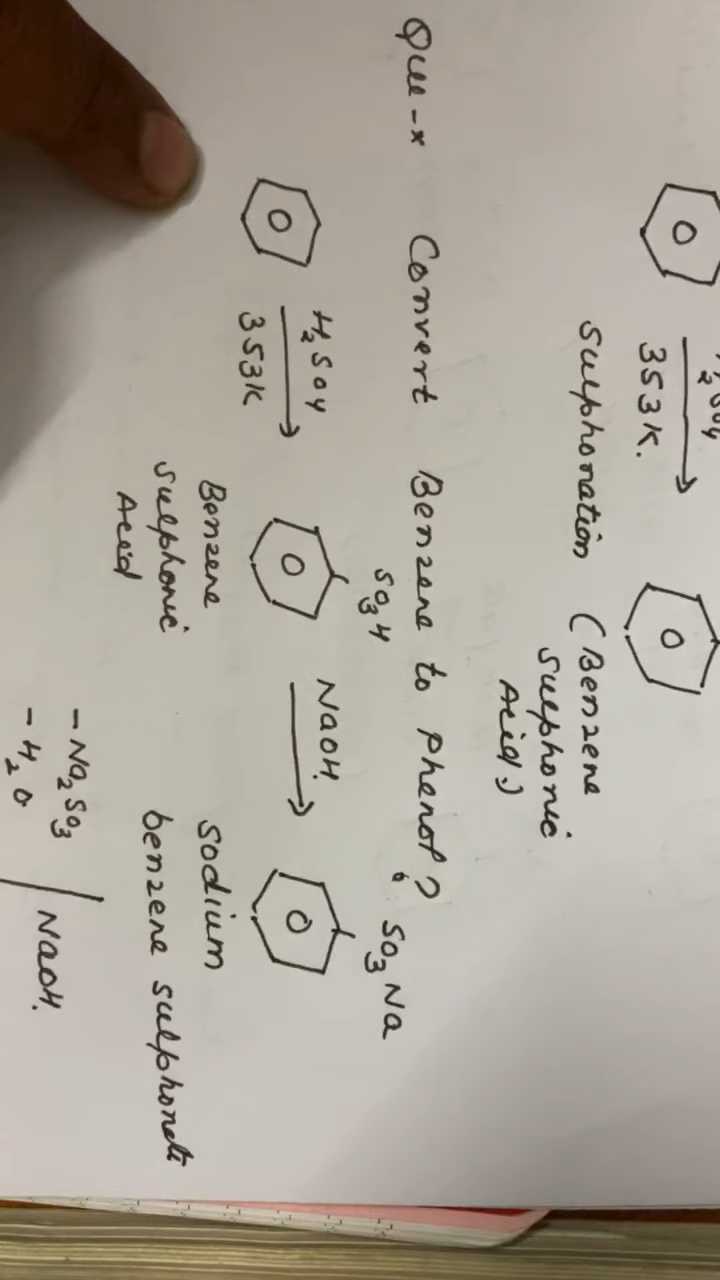 H2SO4
353K.
Sulphonation (Benzene
Sulphonic
Acid)
Que-x Convert Benzene to Phenol?
H2SO4
353K
SO3H
NaOH.
SO3Na
Benzene
Sulphonic
Acid
Sodium
benzene sulphonate
-Na2SO3
-H2O
NaOH.